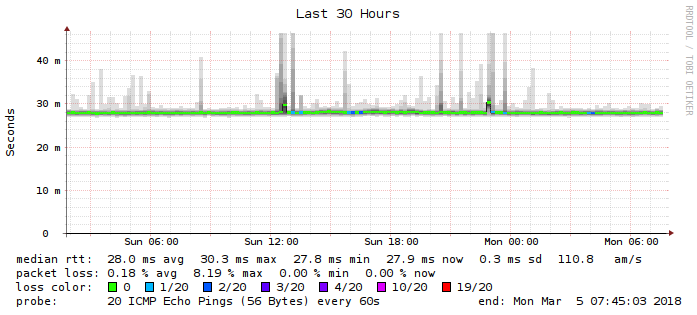 Last 30 Hours
RRDTOOL / TOBI OETIKER
Seconds
40 m
30 m
20 m
10 m
0
Sun 06:00 Sun 12:00 Sun 18:00 Mon 00:00 Mon 06:00
median rtt: 28.0 ms avg 30.3 ms max 27.8 ms min 27.9 ms now 0.3 ms sd 110.8 am/s
packet loss: 0.18 % avg 8.19 % max 0.00 % min 0.00 % now
loss color: 0 1/20 2/20 3/20 4/20 10/20 19/20
probe: 20 ICMP Echo Pings (56 Bytes) every 60s end: Mon Mar 5 07:45:03 2018